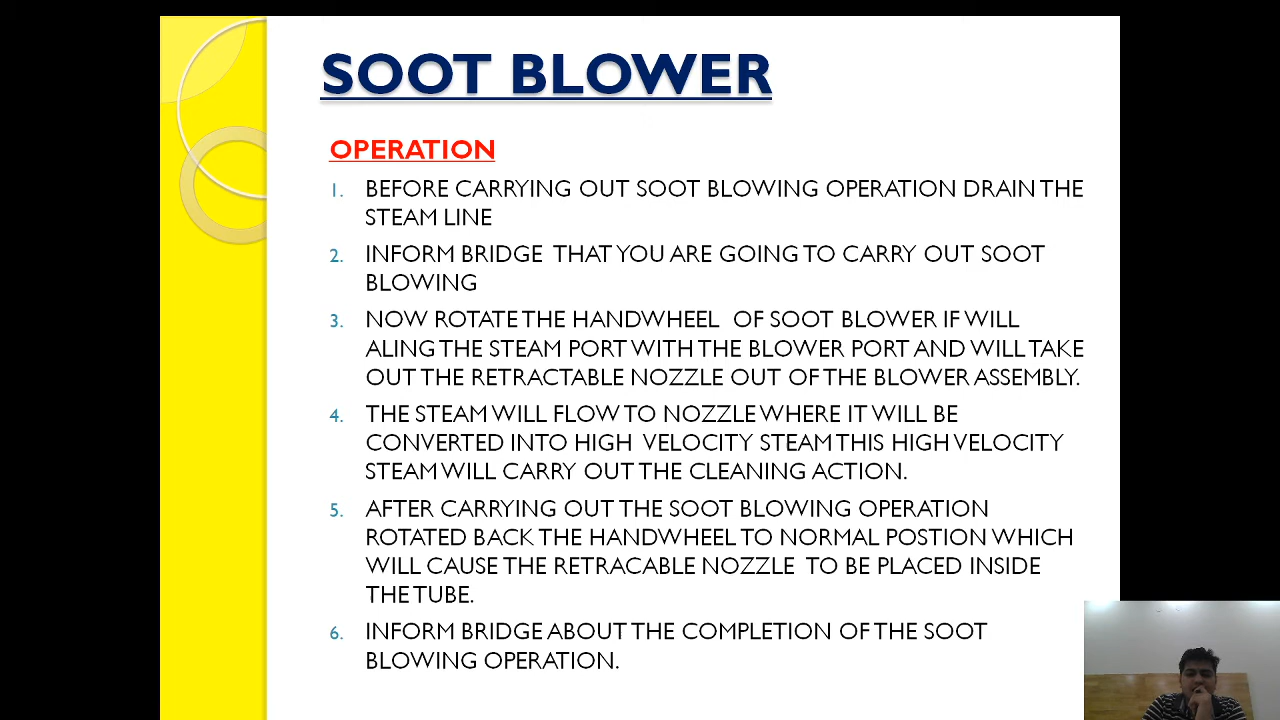 SOOT BLOWER
OPERATION
1. BEFORE CARRYING OUT SOOT BLOWING OPERATION DRAIN THE
STEAM LINE
2. INFORM BRIDGE THAT YOU ARE GOING TO CARRY OUT SOOT
BLOWING
3. NOW ROTATE THE HANDWHEEL OF SOOT BLOWER IF WILL
ALING THE STEAM PORT WITH THE BLOWER PORT AND WILL TAKE
OUT THE RETRACTABLE NOZZLE OUT OF THE BLOWER ASSEMBLY.
4. THE STEAM WILL FLOW TO NOZZLE WHERE IT WILL BE
CONVERTED INTO HIGH VELOCITY STEAM THIS HIGH VELOCITY
STEAM WILL CARRY OUT THE CLEANING ACTION.
5. AFTER CARRYING OUT THE SOOT BLOWING OPERATION
ROTATED BACK THE HANDWHEEL TO NORMAL POSTION WHICH
WILL CAUSE THE RETRACABLE NOZZLE TO BE PLACED INSIDE
THE TUBE.
6. INFORM BRIDGE ABOUT THE COMPLETION OF THE SOOT
BLOWING OPERATION.